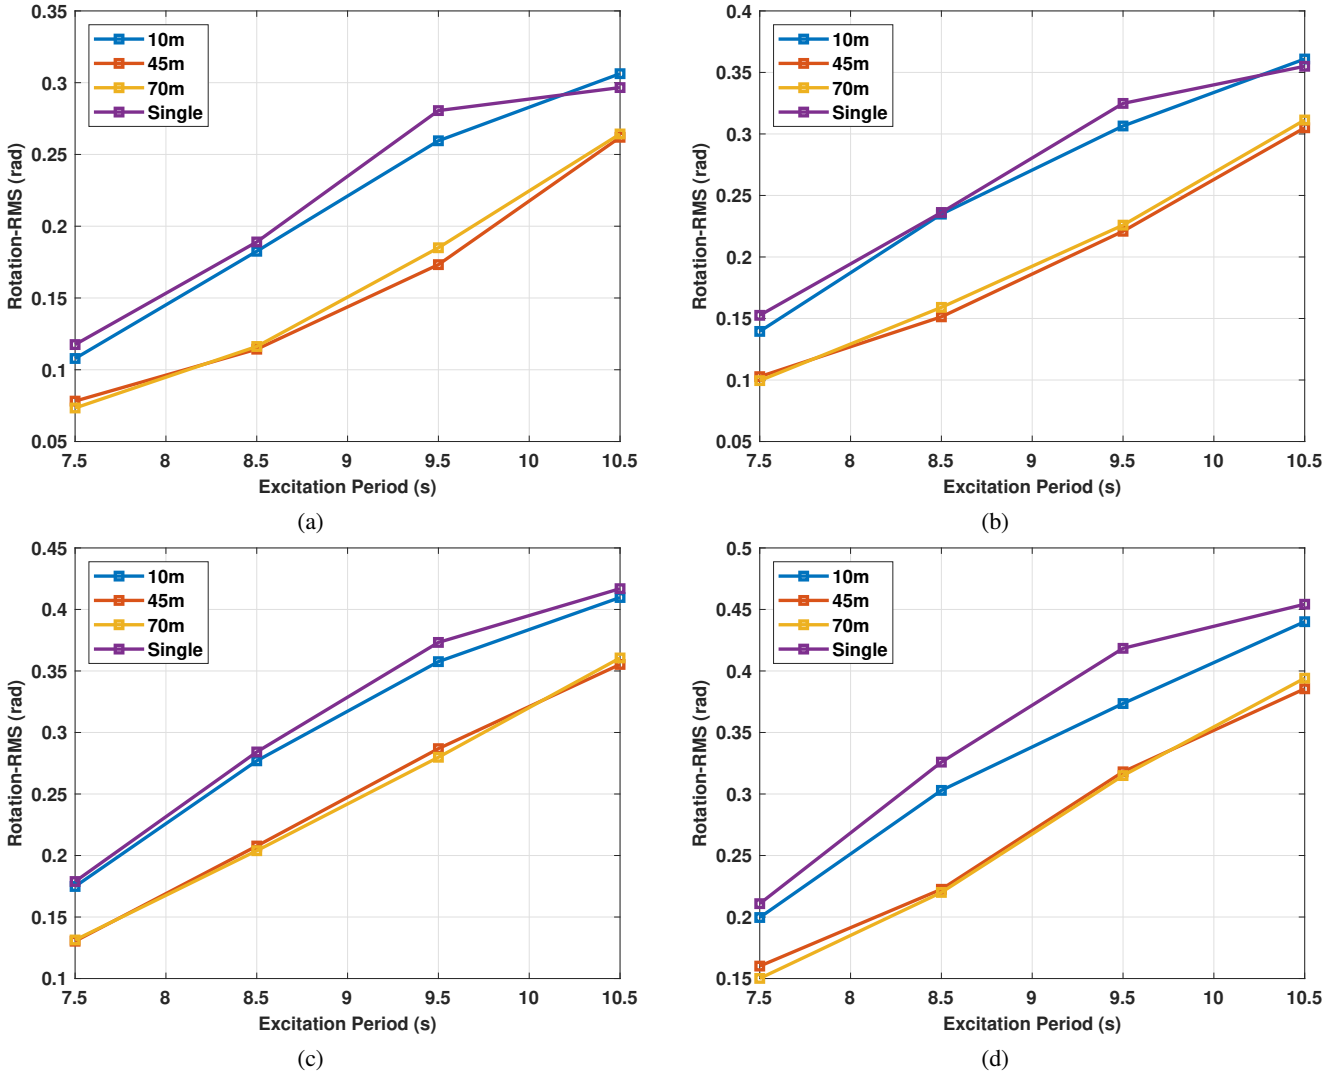 0.35
0.3
0.25
0.2
0.15
0.1
0.05
Rotation-RMS (rad)
10m
45m
70m
Single
7.5 8 8.5 9 9.5 10 10.5
Excitation Period (s)
(a)
0.4
0.35
0.3
0.25
0.2
0.15
0.1
0.05
Rotation-RMS (rad)
10m
45m
70m
Single
7.5 8 8.5 9 9.5 10 10.5
Excitation Period (s)
(b)
0.45
0.4
0.35
0.3
0.25
0.2
0.15
0.1
Rotation-RMS (rad)
10m
45m
70m
Single
7.5 8 8.5 9 9.5 10 10.5
Excitation Period (s)
(c)
0.5
0.45
0.4
0.35
0.3
0.25
0.2
0.15
Rotation-RMS (rad)
10m
45m
70m
Single
7.5 8 8.5 9 9.5 10 10.5
Excitation Period (s)
(d)